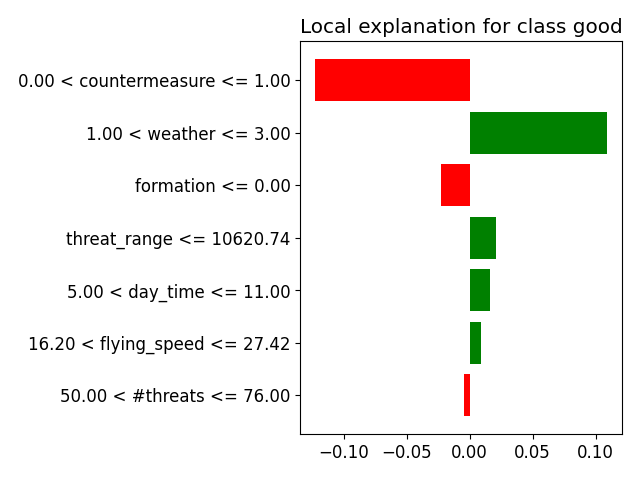 Local explanation for class good
0.00 < countermeasure <= 1.00
1.00 < weather <= 3.00
formation <= 0.00
threat_range <= 10620.74
5.00 < day_time <= 11.00
16.20 < flying_speed <= 27.42
50.00 < #threats <= 76.00
−0.10 −0.05 0.00 0.05 0.10